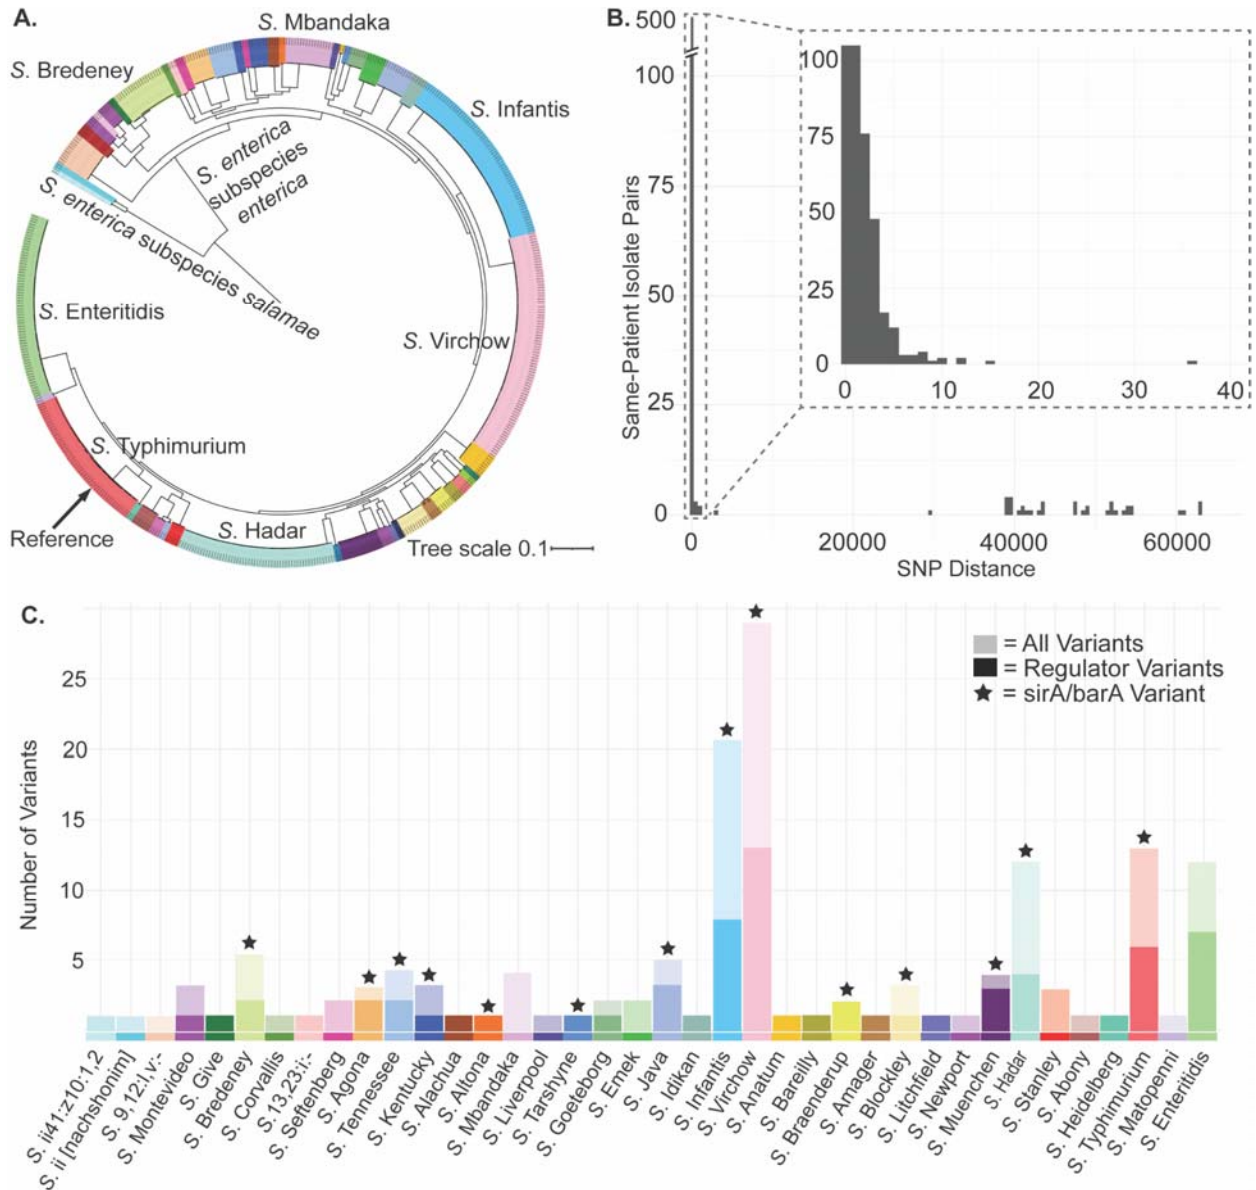 A.
S. Mbandaka
S. Bredeney
S. Infantis
S. enterica
subspecies
enterica
S. enterica subspecies salamae
S. Enteritidis
S. Virchow
S. Typhimurium
Reference
S. Hadar
Tree scale 0.1
B.
500
100
75
50
25
0
Same-Patient Isolate Pairs
0
20000
40000
60000
SNP Distance
100
75
50
25
0
0
10
20
30
40
C.
= All Variants
= Regulator Variants
★ = sirA/barA Variant
25
20
15
10
5
Number of Variants
S. ii41:z10:1,2
S. ii [nachshonim]
S. 9, 12:l,v:-
S. Montevideo
S. Give
S. Bredeney
S. Corvallis
S. 13,23:i:-
S. Seftenberg
S. Agona
S. Tennessee
S. Kentucky
S. Alachua
S. Altona
S. Mbandaka
S. Liverpool
S. Tarshyne
S. Goeteborg
S. Emek
S. Java
S. Idikan
S. Infantis
S. Virchow
S. Anatum
S. Bareilly
S. Braenderup
S. Amager
S. Blockley
S. Litchfield
S. Newport
S. Muenchen
S. Hadar
S. Stanley
S. Abony
S. Heidelberg
S. Typhimurium
S. Matopenni
S. Enteritidis